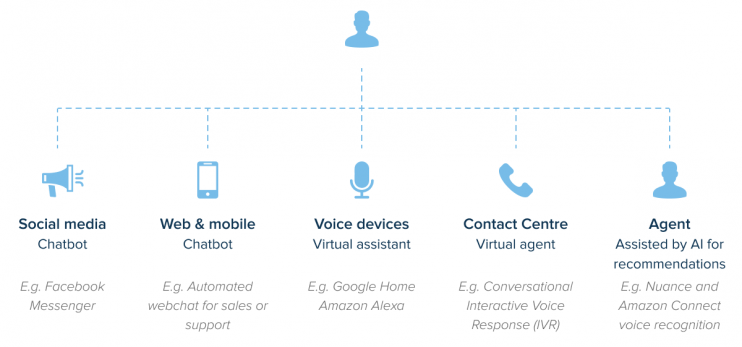 Social media
Chatbot
E.g. Facebook
Messenger
Web & mobile
Chatbot
E.g. Automated
webchat for sales or
support
Voice devices
Virtual assistant
E.g. Google Home
Amazon Alexa
Contact Centre
Virtual agent
E.g. Conversational
Interactive Voice
Response (IVR)
Agent
Assisted by AI for
recommendations
E.g. Nuance and
Amazon Connect
voice recognition